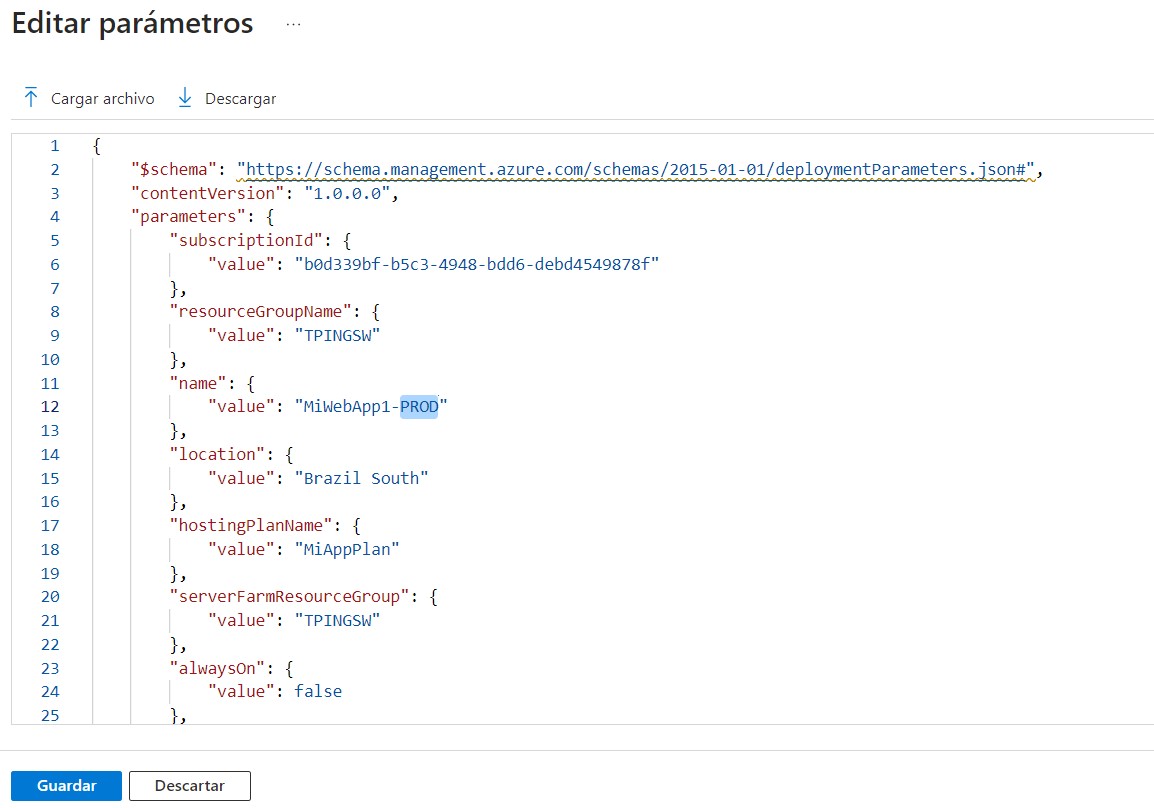 Editar parámetros ...
Cargar archivo Descargar
1 {
2 "$schema": "https://schema.management.azure.com/schemas/2015-01-01/deploymentParameters.json#",
3 "contentVersion": "1.0.0.0",
4 "parameters": {
5 "subscriptionId": {
6 "value": "b0d339bf-b5c3-4948-bdd6-debd4549878f"
7 },
8 "resourceGroupName": {
9 "value": "TPINGSW"
10 },
11 "name": {
12 "value": "MiWebApp1-PROD"
13 },
14 "location": {
15 "value": "Brazil South"
16 },
17 "hostingPlanName": {
18 "value": "MiAppPlan"
19 },
20 "serverFarmResourceGroup": {
21 "value": "TPINGSW"
22 },
23 "alwaysOn": {
24 "value": false
25 },
Guardar Descartar